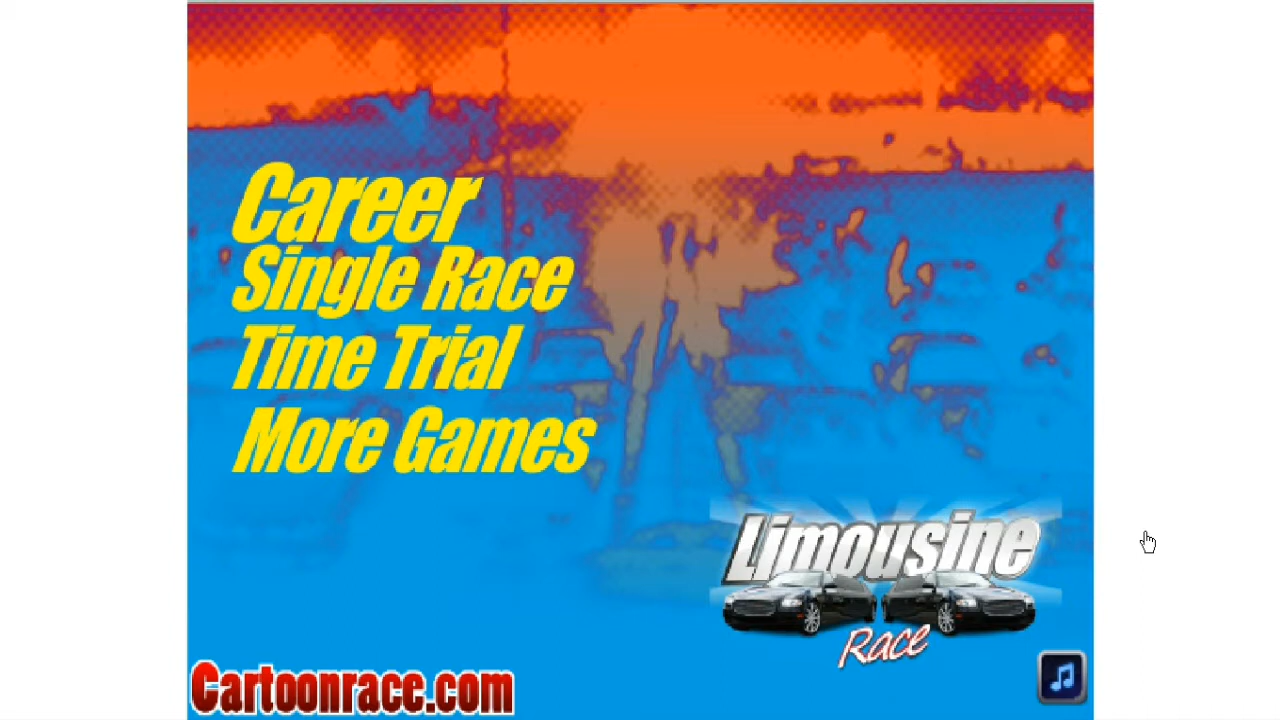 Career
Single Race
Time Trial
More Games
Limousine
Race
Cartoonrace.com